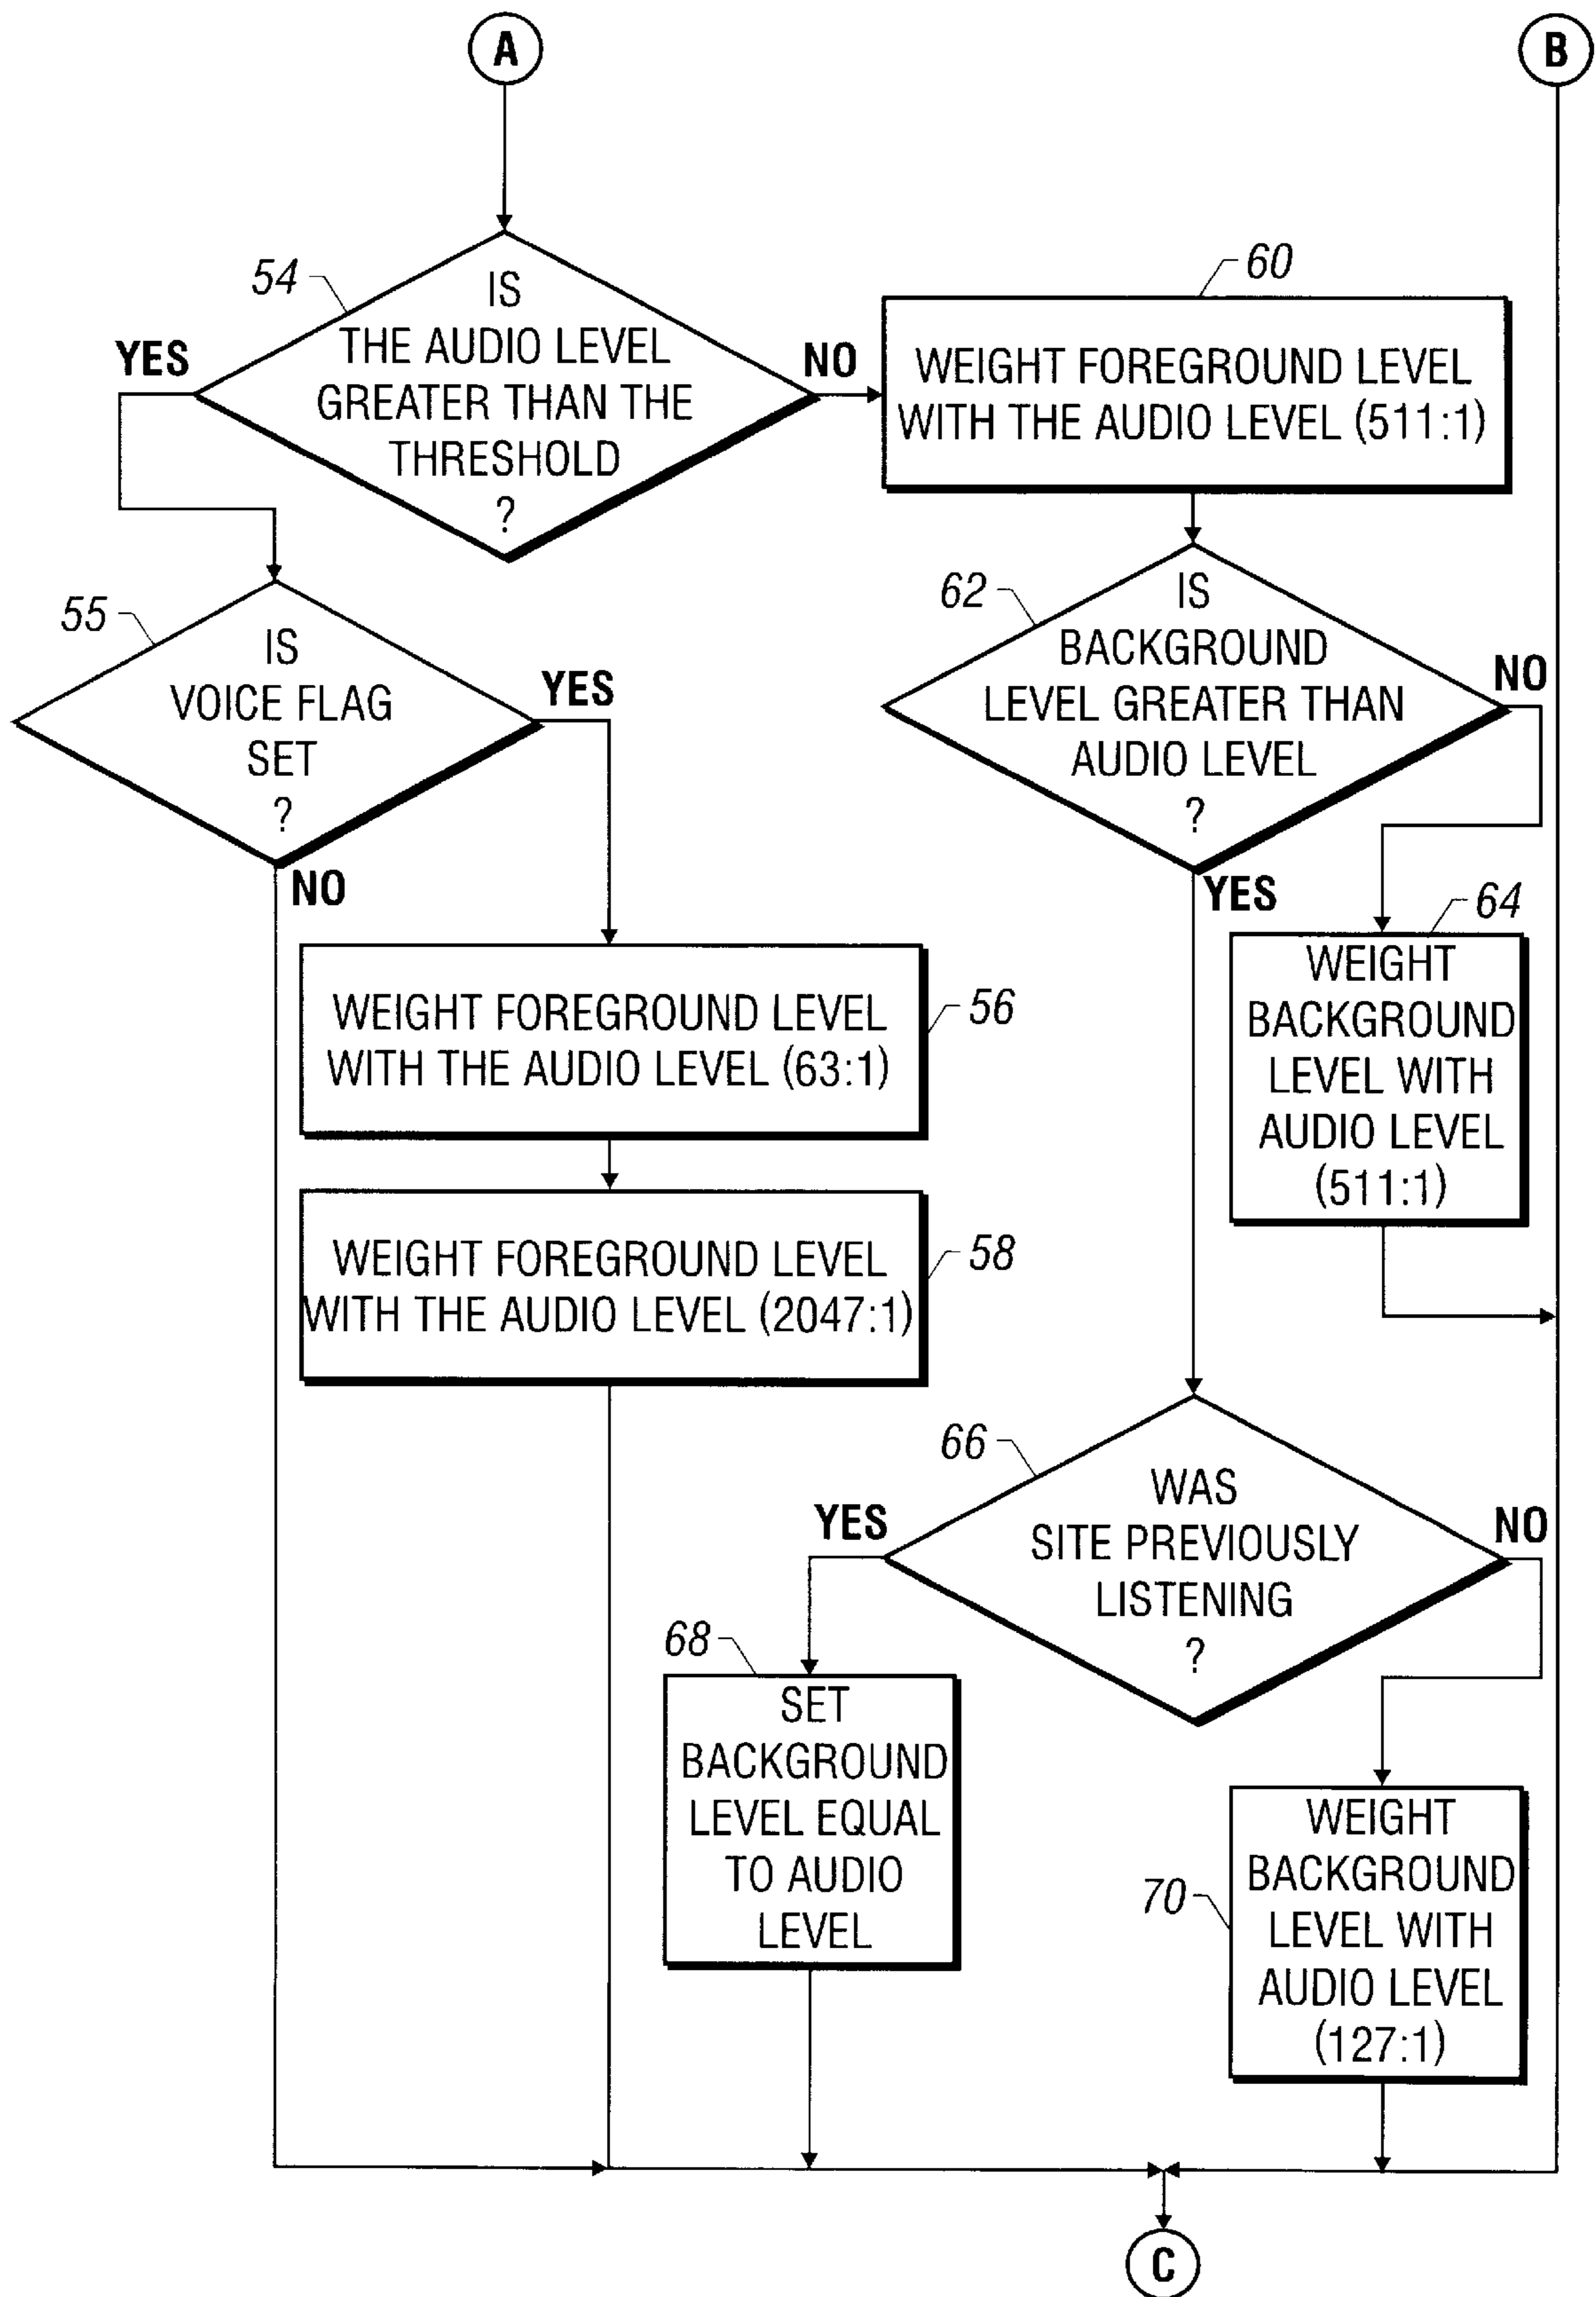 A
B
54
IS
THE AUDIO LEVEL
GREATER THAN THE
THRESHOLD
?
YES
NO
60
WEIGHT FOREGROUND LEVEL
WITH THE AUDIO LEVEL (511:1)
55
IS
VOICE FLAG
SET
?
YES
NO
62
IS
BACKGROUND
LEVEL GREATER THAN
AUDIO LEVEL
?
NO
YES
64
WEIGHT
BACKGROUND
LEVEL WITH
AUDIO LEVEL
(511:1)
WEIGHT FOREGROUND LEVEL
WITH THE AUDIO LEVEL (63:1)
56
WEIGHT FOREGROUND LEVEL
WITH THE AUDIO LEVEL (2047:1)
58
66
WAS
SITE PREVIOUSLY
LISTENING
?
YES
NO
68
SET
BACKGROUND
LEVEL EQUAL
TO AUDIO
LEVEL
70
WEIGHT
BACKGROUND
LEVEL WITH
AUDIO LEVEL
(127:1)
C